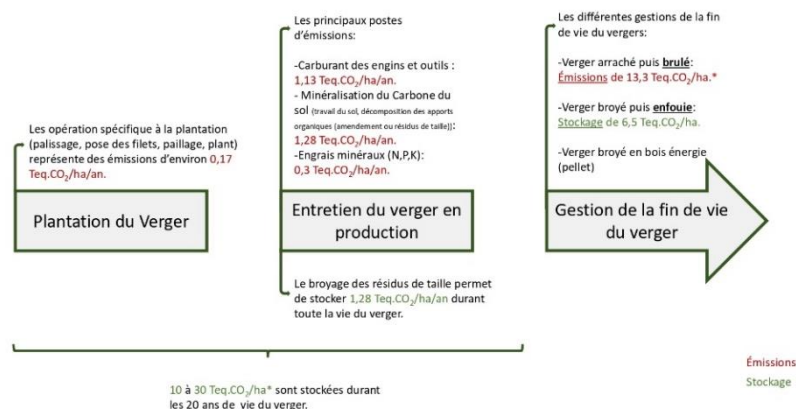 Les opération spécifique à la plantation
(palissage, pose des filets, paillage, plant)
représente des émissions d'environ 0,17
Teq.CO₂/ha/an.
Plantation du Verger
Les principaux postes
d'émissions:
-Carburant des engins et outils :
1,13 Teq.CO₂/ha/an.
- Minéralisation du Carbone du
sol (travail du sol, décomposition des apports
organiques (amendement ou résidus de taille)):
1,28 Teq.CO₂/ha/an.
-Engrais minéraux (N,P,K):
0,3 Teq.CO₂/ha/an.
Entretien du verger en
production
Le broyage des résidus de taille permet
de stocker 1,28 Teq.CO₂/ha/an durant
toute la vie du verger.
Les différentes gestions de la fin
de vie du vergers:
-Verger arraché puis brulé:
Émissions de 13,3 Teq.CO₂/ha.*
-Verger broyé puis enfouie:
Stockage de 6,5 Teq.CO₂/ha.
-Verger broyé en bois énergie
(pellet)
Gestion de la fin de vie
du verger
10 à 30 Teq.CO₂/ha* sont stockées durant
les 20 ans de vie du verger.
Émissions
Stockage